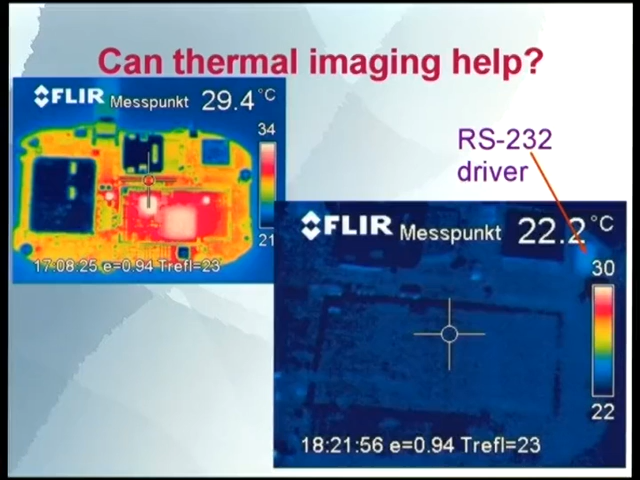 Can thermal imaging help?
FLIR Messpunkt 29.4 °C
34
21
17:08:25 e=0.94 Trefl=23
RS-232
driver
FLIR Messpunkt 22.2 °C
30
22
18:21:56 e=0.94 Trefl=23